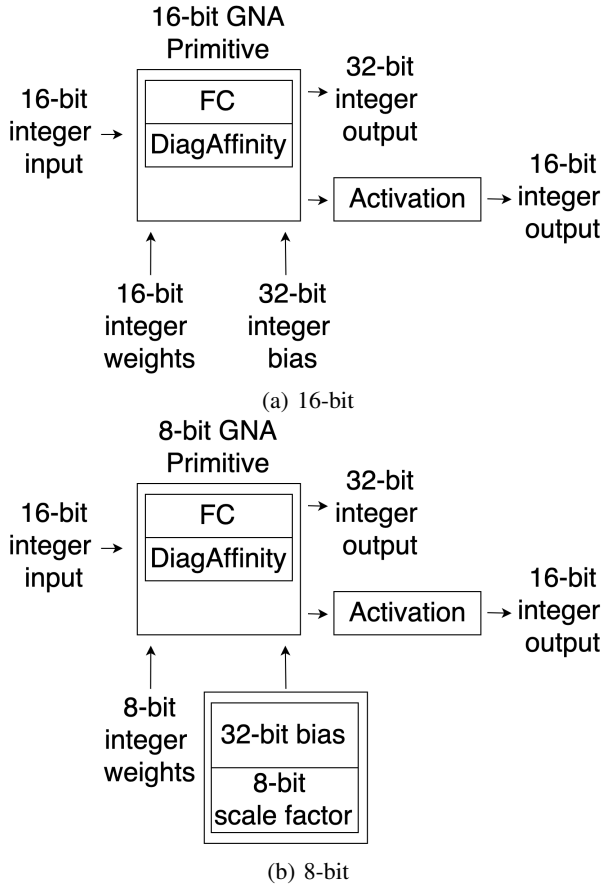 16-bit GNA
Primitive
16-bit
integer
input
FC
DiagAffinity
32-bit
integer
output
Activation
16-bit
integer
output
16-bit
integer
weights
32-bit
integer
bias
(a) 16-bit
8-bit GNA
Primitive
16-bit
integer
input
FC
DiagAffinity
32-bit
integer
output
Activation
16-bit
integer
output
8-bit
integer
weights
32-bit bias
8-bit
scale factor
(b) 8-bit